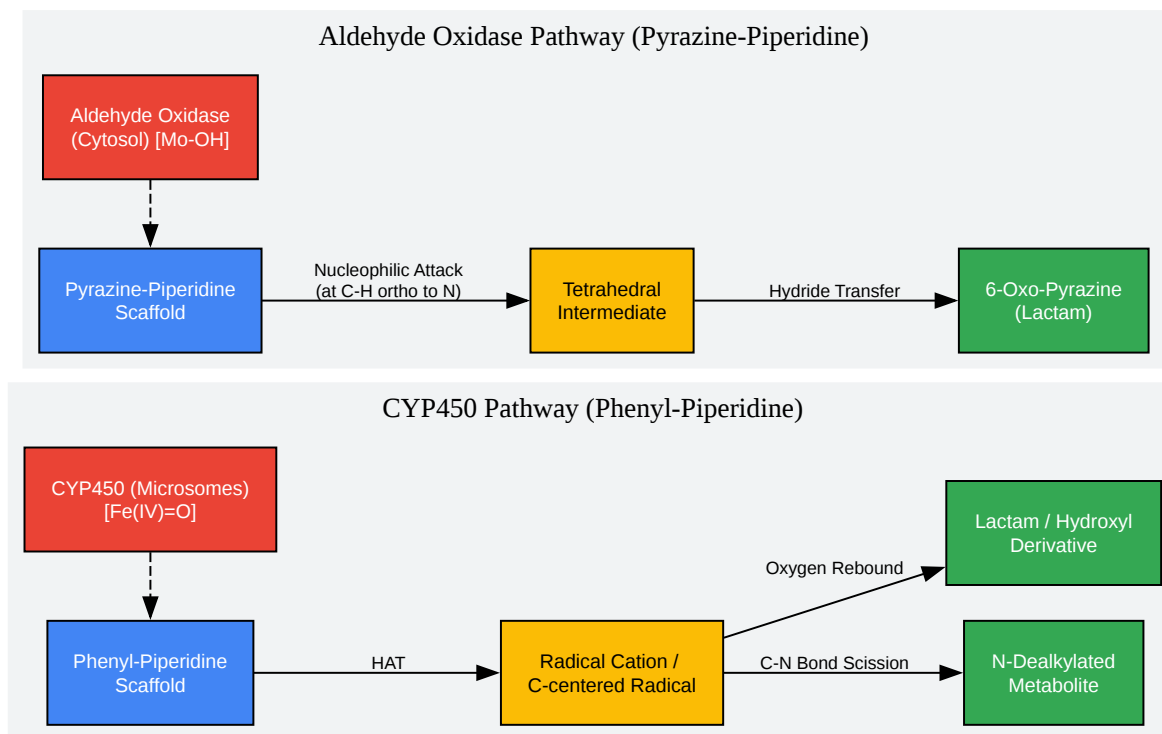 Aldehyde Oxidase Pathway (Pyrazine-Piperidine)
Aldehyde Oxidase
(Cytosol) [Mo-OH]
Pyrazine-Piperidine
Scaffold
Nucleophilic Attack
(at C-H ortho to N)
Tetrahedral
Intermediate
Hydride Transfer
6-Oxo-Pyrazine
(Lactam)
CYP450 Pathway (Phenyl-Piperidine)
CYP450 (Microsomes)
[Fe(IV)=O]
Phenyl-Piperidine
Scaffold
HAT
Radical Cation /
C-centered Radical
Oxygen Rebound
Lactam / Hydroxyl
Derivative
C-N Bond Scission
N-Dealkylated
Metabolite